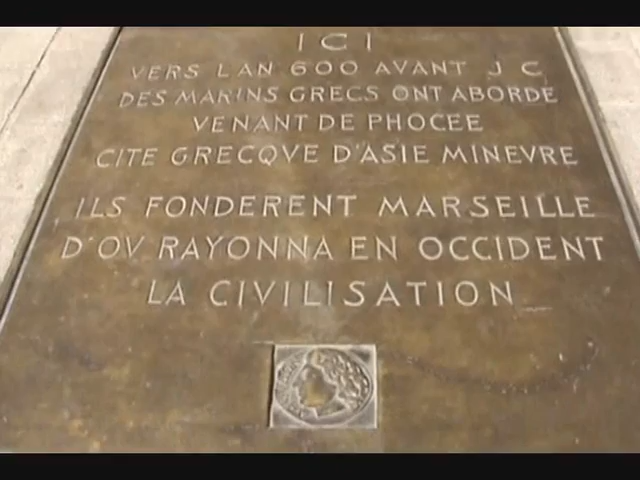 ICI
VERS LAN 600 AVANT J C
DES MARINS GRECS ONT ABORDE
VENANT DE PHOCEE
CITE GRECQVE D'ASIE MINEVRE
ILS FONDERENT MARSEILLE
D'OV RAYONNA EN OCCIDENT
LA CIVILISATION